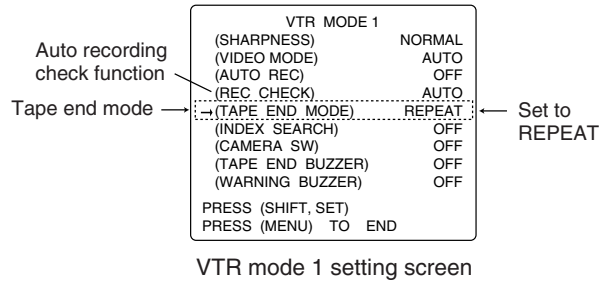 VTR MODE 1
(SHARPNESS) NORMAL
(VIDEO MODE) AUTO
(AUTO REC) OFF
(REC CHECK) AUTO
→(TAPE END MODE) REPEAT
(INDEX SEARCH) OFF
(CAMERA SW) OFF
(TAPE END BUZZER) OFF
(WARNING BUZZER) OFF
PRESS (SHIFT, SET)
PRESS (MENU) TO END
Auto recording
check function
Tape end mode
Set to
REPEAT
VTR mode 1 setting screen